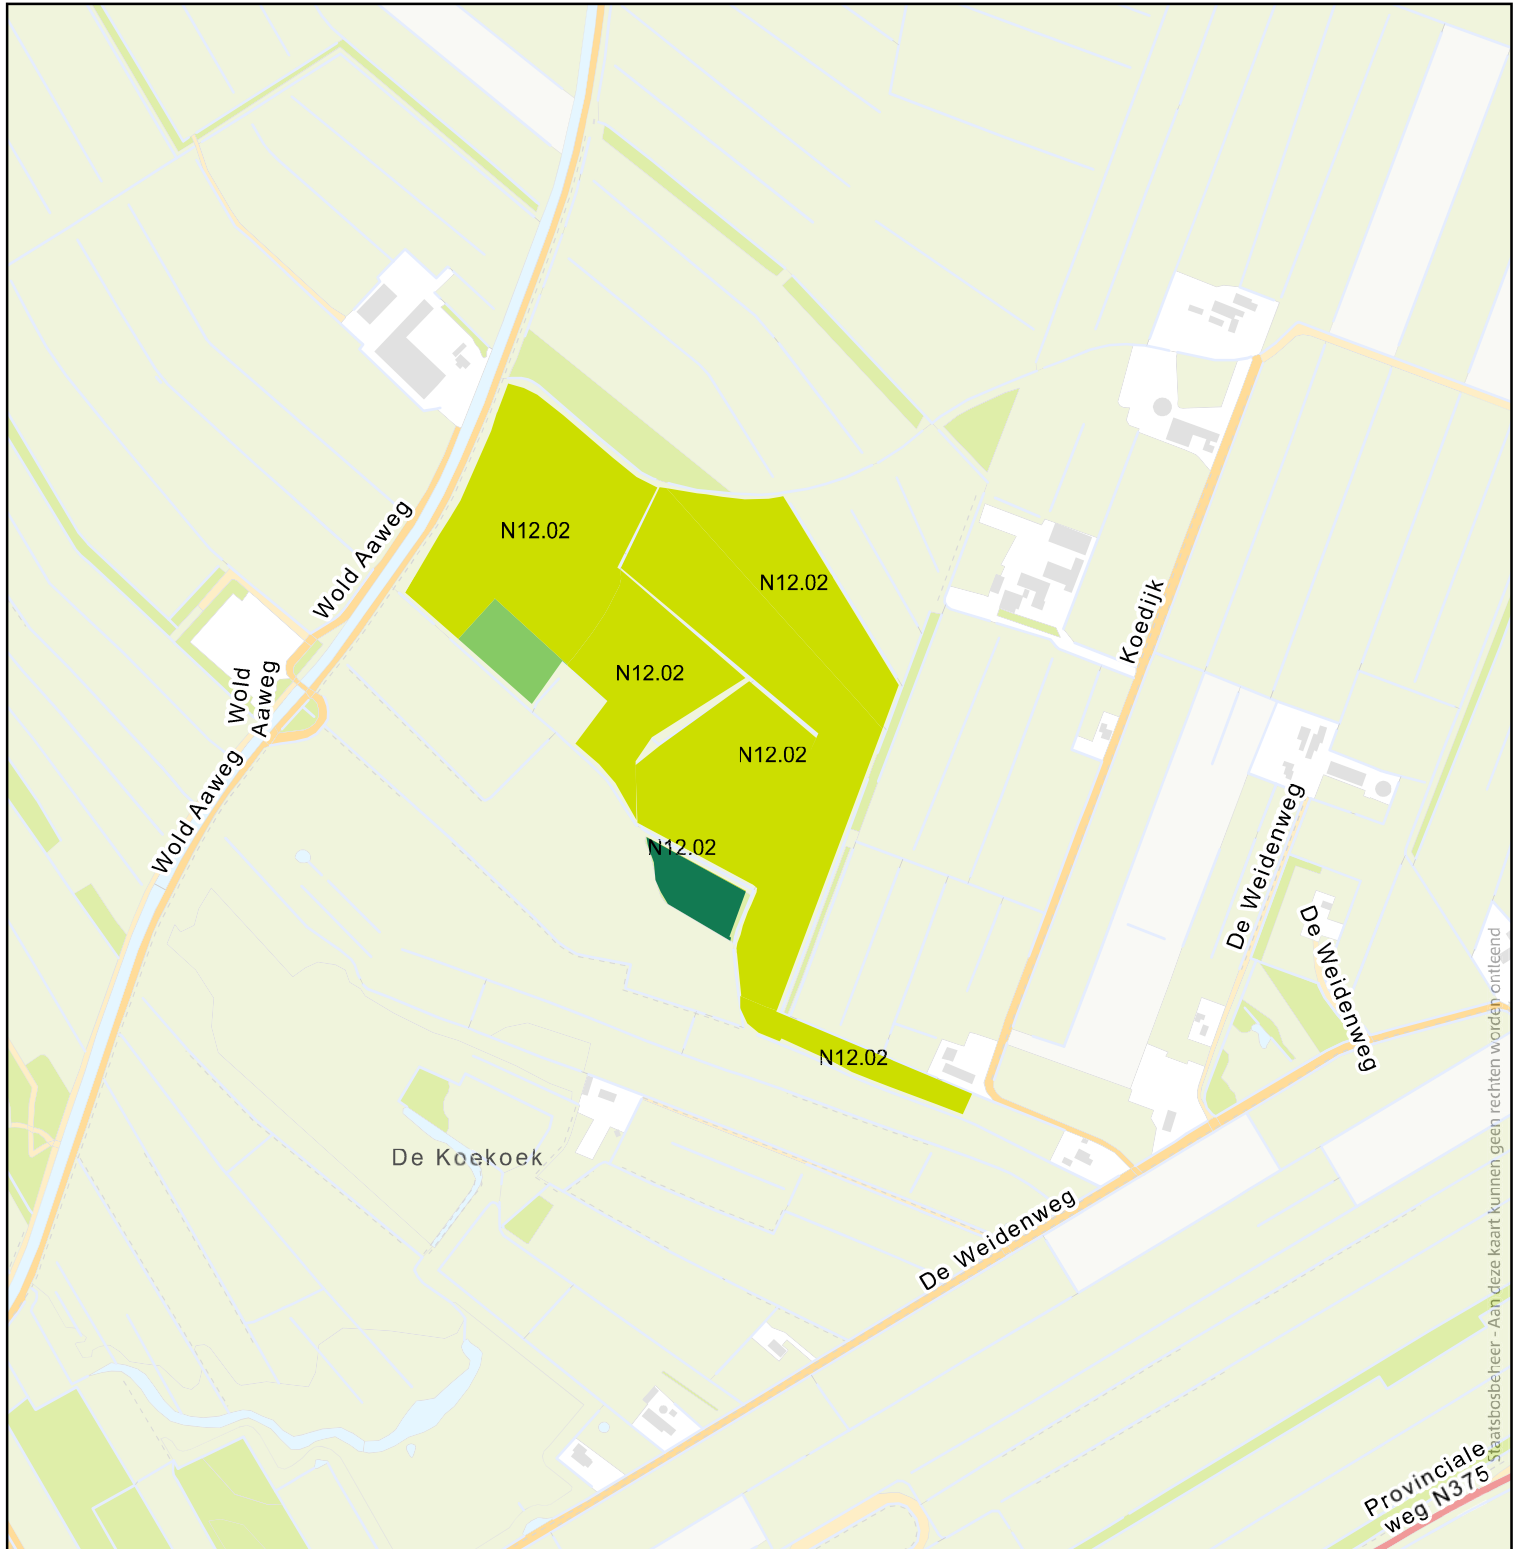 N12.02
N12.02
N12.02
N12.02
N12.02
N12.02
Wold Aaweg
Wold
Aaweg
Wold Aaweg
Koedijk
De Weidenweg
De Weidenweg
De Weidenweg
De Koekoek
Provinciale
weg N375
Staatsbosbeheer - Aan deze kaart kunnen geen rechten worden ontleend